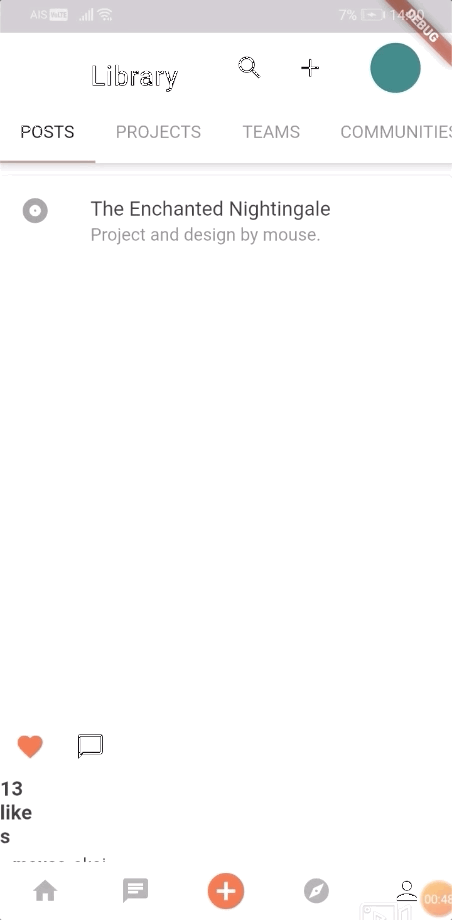 AIS VoLTE 7% 14:00
DEBUG
Library
POSTS PROJECTS TEAMS COMMUNITIES
The Enchanted Nightingale
Project and design by mouse.
13
like
s
00:48